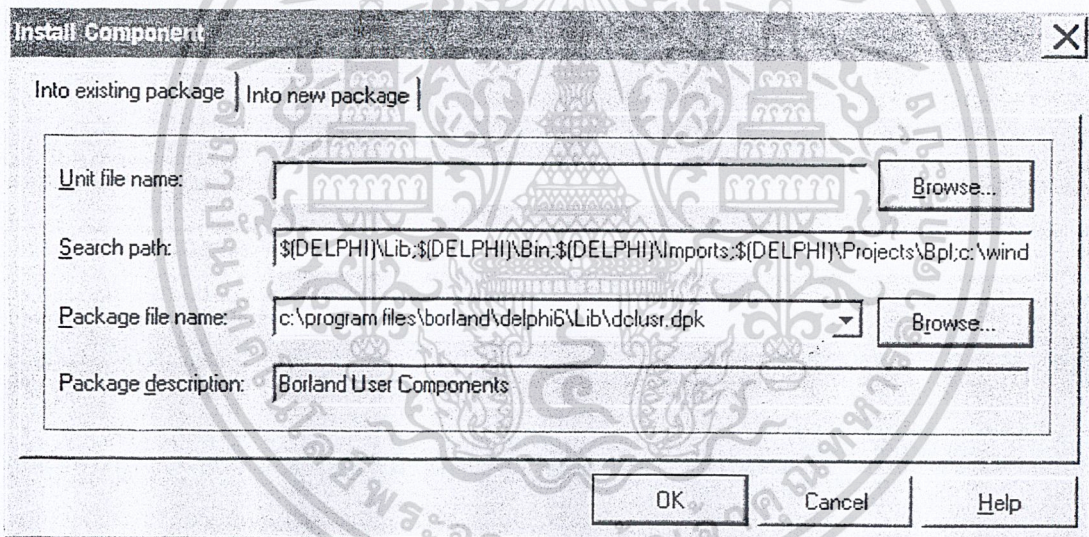 Install Component
Into existing package
Into new package
Unit file name:
Browse...
Search path:
$(DELPHI)\Lib;$(DELPHI)\Bin;$(DELPHI)\Imports;$(DELPHI)\Projects\Bpl;c:\wind
Package file name:
c:\program files\borland\delphi6\Lib\dclusr.dpk
Browse...
Package description:
Borland User Components
OK
Cancel
Help